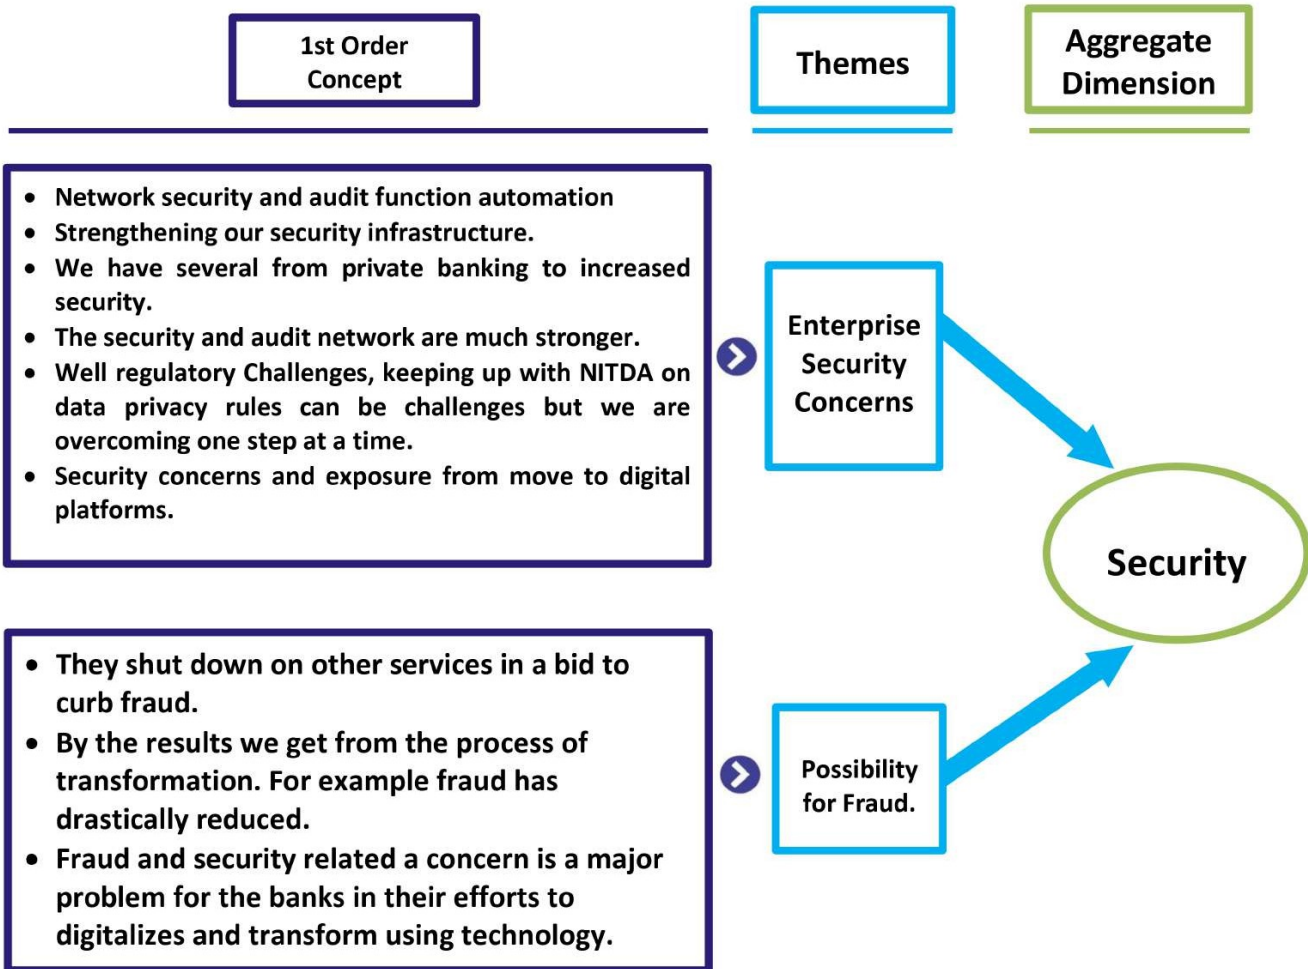 1st Order
Concept
Themes
Aggregate
Dimension
• Network security and audit function automation
• Strengthening our security infrastructure.
• We have several from private banking to increased
security.
• The security and audit network are much stronger.
• Well regulatory Challenges, keeping up with NITDA on
data privacy rules can be challenges but we are
overcoming one step at a time.
• Security concerns and exposure from move to digital
platforms.
Enterprise
Security
Concerns
Security
• They shut down on other services in a bid to
curb fraud.
• By the results we get from the process of
transformation. For example fraud has
drastically reduced.
• Fraud and security related a concern is a major
problem for the banks in their efforts to
digitalizes and transform using technology.
Possibility
for Fraud.